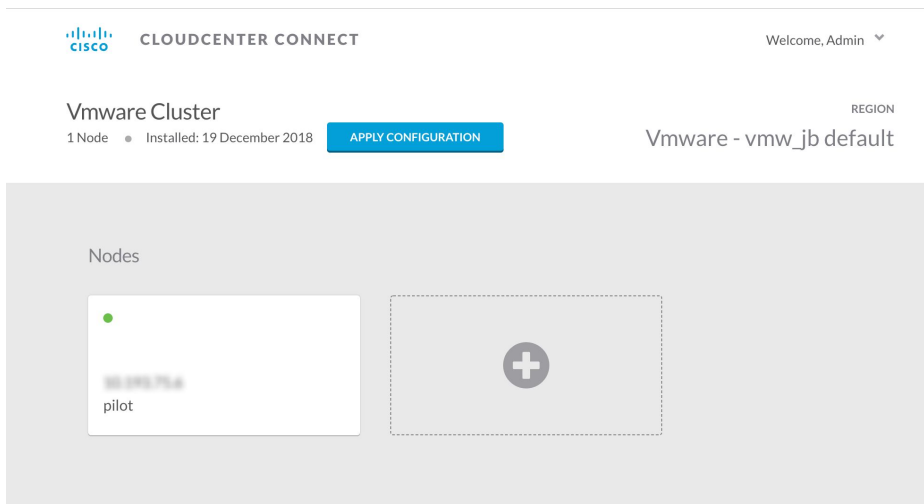 CISCO
CLOUDCENTER CONNECT
Welcome, Admin
Vmware Cluster
1 Node • Installed: 19 December 2018
APPLY CONFIGURATION
REGION
Vmware - vmw_jb default
Nodes
pilot